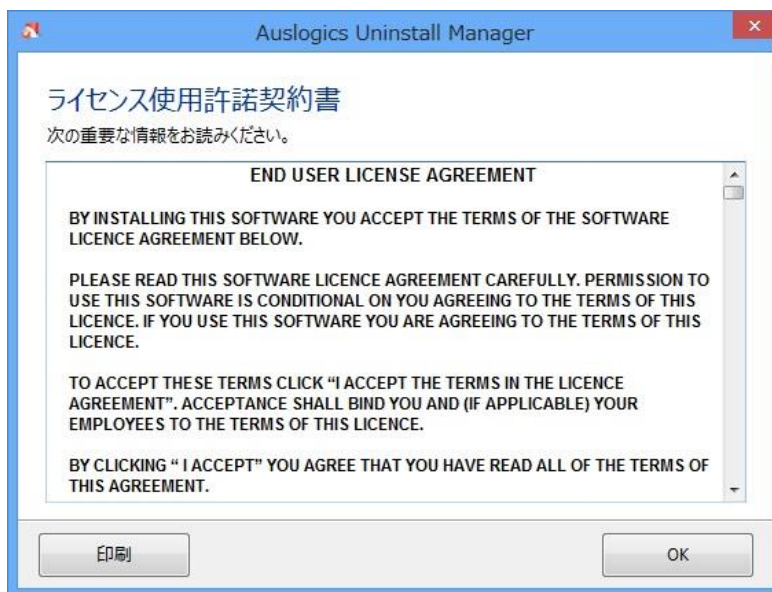 Auslogics Uninstall Manager
ライセンス使用許諾契約書
次の重要な情報をお読みください。
END USER LICENSE AGREEMENT
BY INSTALLING THIS SOFTWARE YOU ACCEPT THE TERMS OF THE SOFTWARE
LICENCE AGREEMENT BELOW.
PLEASE READ THIS SOFTWARE LICENCE AGREEMENT CAREFULLY. PERMISSION TO
USE THIS SOFTWARE IS CONDITIONAL ON YOU AGREEING TO THE TERMS OF THIS
LICENCE. IF YOU USE THIS SOFTWARE YOU ARE AGREEING TO THE TERMS OF THIS
LICENCE.
TO ACCEPT THESE TERMS CLICK “I ACCEPT THE TERMS IN THE LICENCE
AGREEMENT”. ACCEPTANCE SHALL BIND YOU AND (IF APPLICABLE) YOUR
EMPLOYEES TO THE TERMS OF THIS LICENCE.
BY CLICKING “ I ACCEPT” YOU AGREE THAT YOU HAVE READ ALL OF THE TERMS OF
THIS AGREEMENT.
印刷
OK